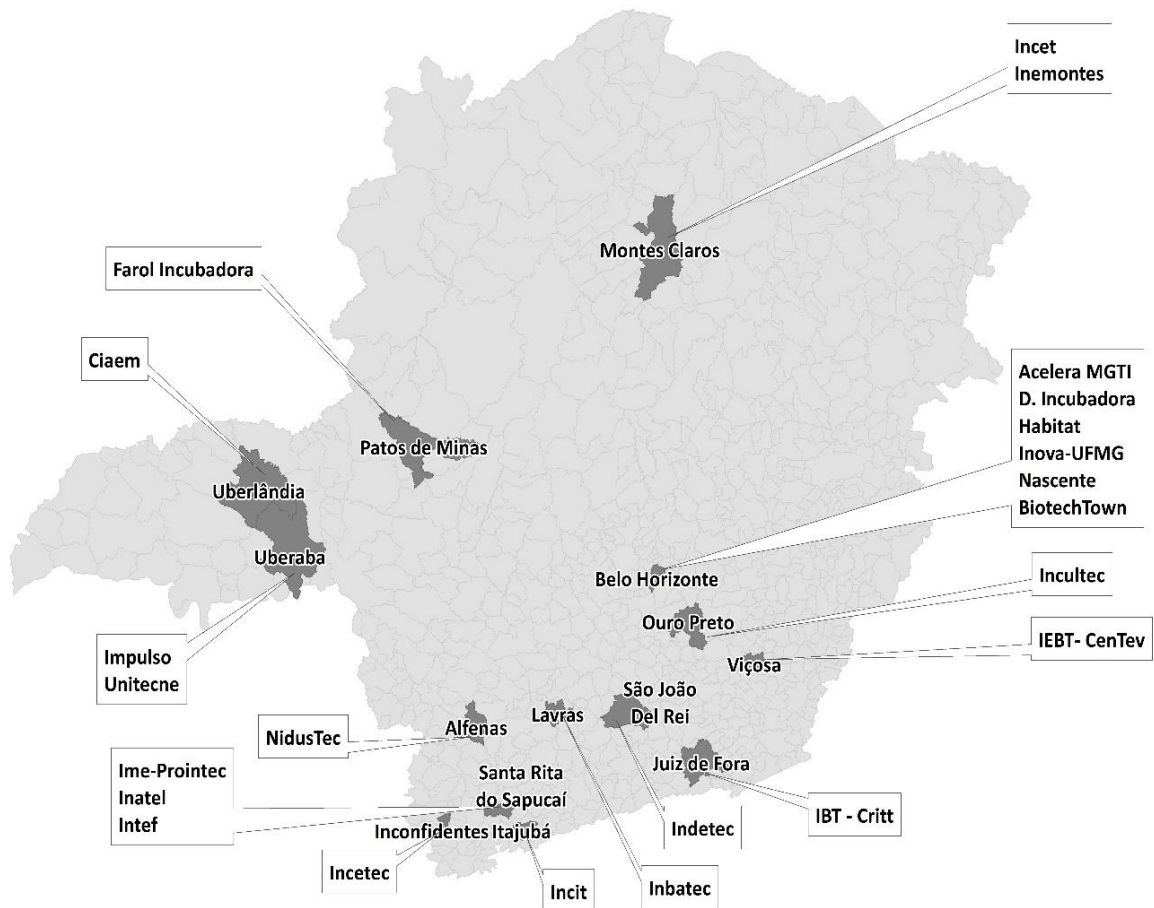 Incet
Inemontes
Montes Claros
Farol Incubadora
Ciaem
Patos de Minas
Uberlândia
Uberaba
Acelera MGTI
D. Incubadora
Habitat
Inova-UFMG
Nascente
BiotechTown
Belo Horizonte
Incultec
Ouro Preto
IEBT- CenTev
Viçosa
Impulso
Unitecne
São João
Del Rei
Lavras
Alfenas
NidusTec
Juiz de Fora
Ime-Prointec
Inatel
Intef
Santa Rita
do Sapucaí
IBT - Critt
Indetec
Inconfidentes
Itajubá
Incetec
Incit
Inbatec